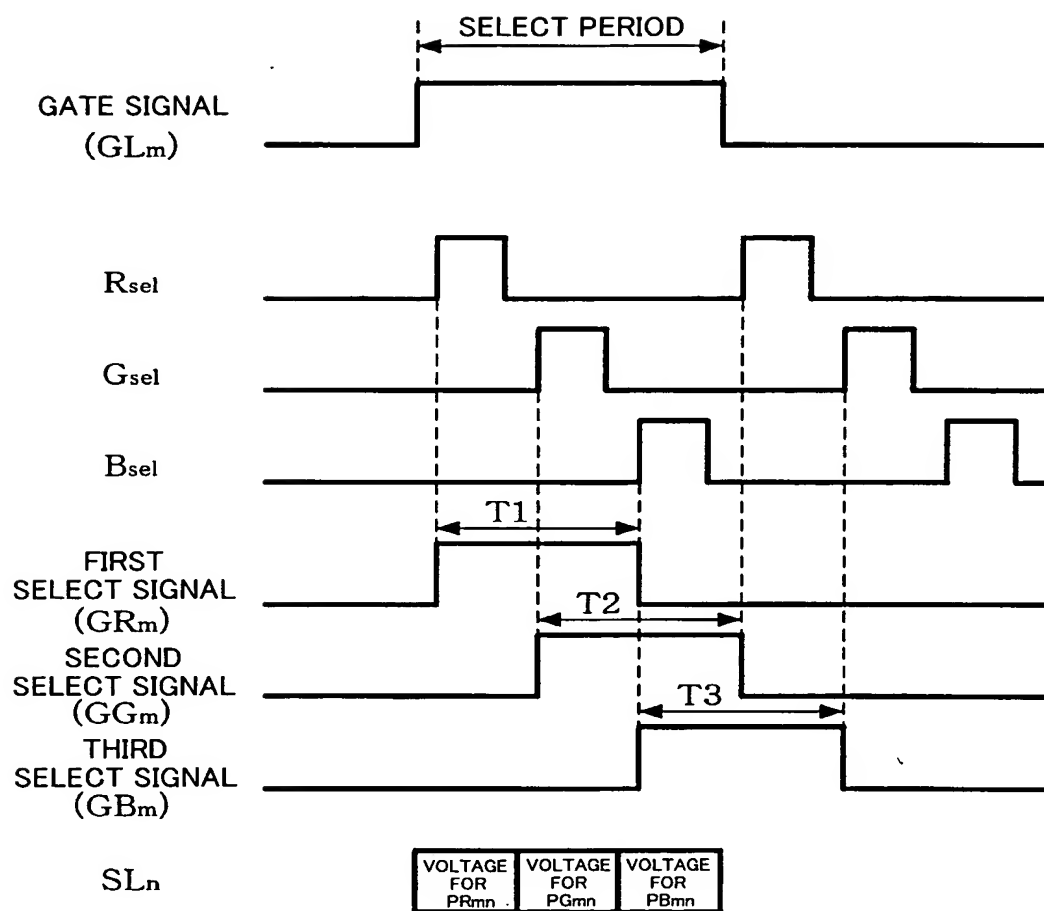 SELECT PERIOD
GATE SIGNAL
(GLm)
Rsel
Gsel
Bsel
T1
FIRST
SELECT SIGNAL
(GRm)
T2
SECOND
SELECT SIGNAL
(GGm)
T3
THIRD
SELECT SIGNAL
(GBm)
SLn
VOLTAGE
FOR
PRmn
VOLTAGE
FOR
PGmn
VOLTAGE
FOR
PBmn